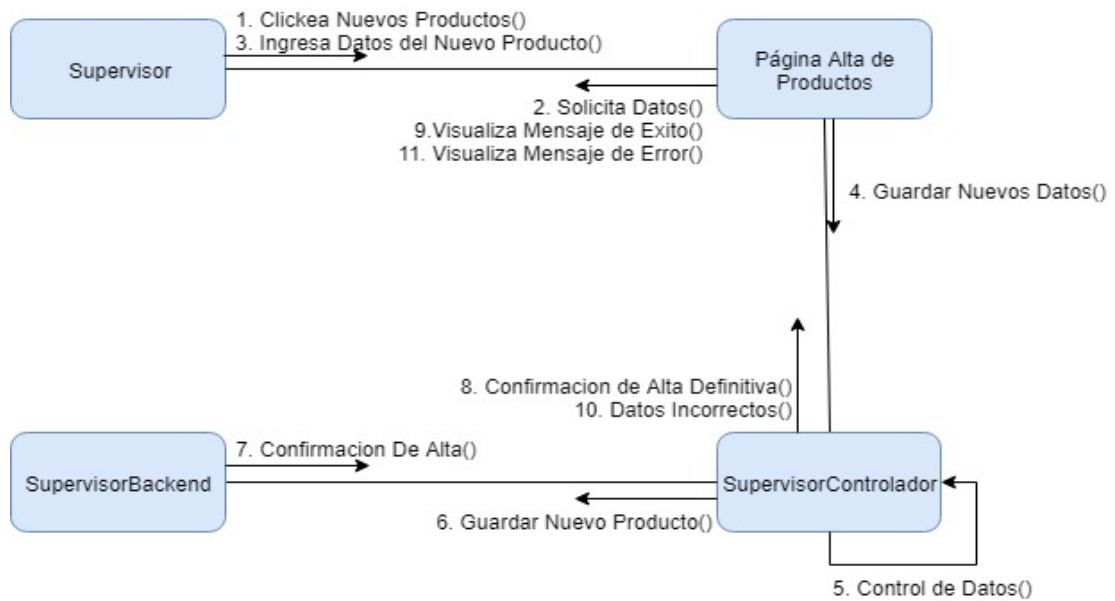 1. Clickea Nuevos Productos()
3. Ingresa Datos del Nuevo Producto()
Supervisor
Página Alta de
Productos
2. Solicita Datos()
9.Visualiza Mensaje de Exito()
11. Visualiza Mensaje de Error()
4. Guardar Nuevos Datos()
8. Confirmacion de Alta Definitiva()
10. Datos Incorrectos()
7. Confirmacion De Alta()
SupervisorBackend
SupervisorControlador
6. Guardar Nuevo Producto()
5. Control de Datos()